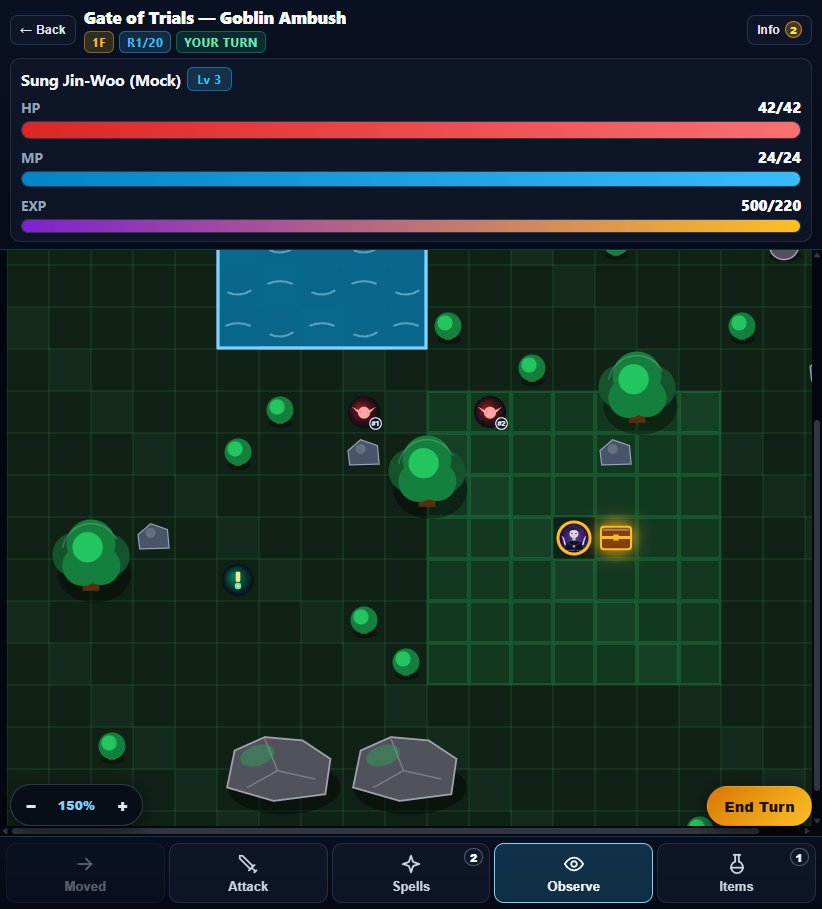 ← Back
Gate of Trials — Goblin Ambush
1F R1/20 YOUR TURN
Info 2
Sung Jin-Woo (Mock) Lv 3
HP 42/42
MP 24/24
EXP 500/220
#1
#2
− 150% +
End Turn
Moved
Attack
Spells 2
Observe
Items 1